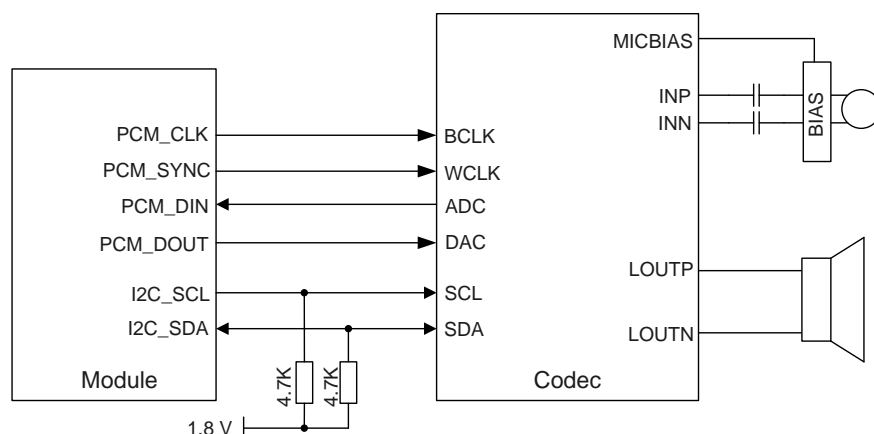 MICBIAS
INP
INN
BIAS
PCM_CLK
BCLK
PCM_SYNC
WCLK
PCM_DIN
ADC
PCM_DOUT
DAC
LOUTP
I2C_SCL
SCL
I2C_SDA
SDA
LOUTN
Module
4.7K
4.7K
Codec
1.8 V